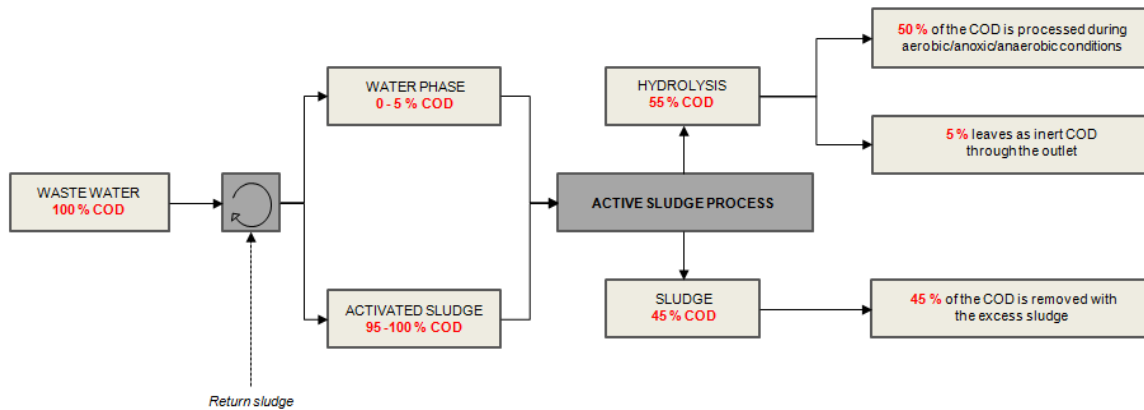 WASTE WATER
100 % COD
Return sludge
WATER PHASE
0 - 5 % COD
ACTIVATED SLUDGE
95 -100 % COD
ACTIVE SLUDGE PROCESS
HYDROLYSIS
55 % COD
SLUDGE
45 % COD
50 % of the COD is processed during
aerobic/anoxic/anaerobic conditions
5 % leaves as inert COD
through the outlet
45 % of the COD is removed with
the excess sludge